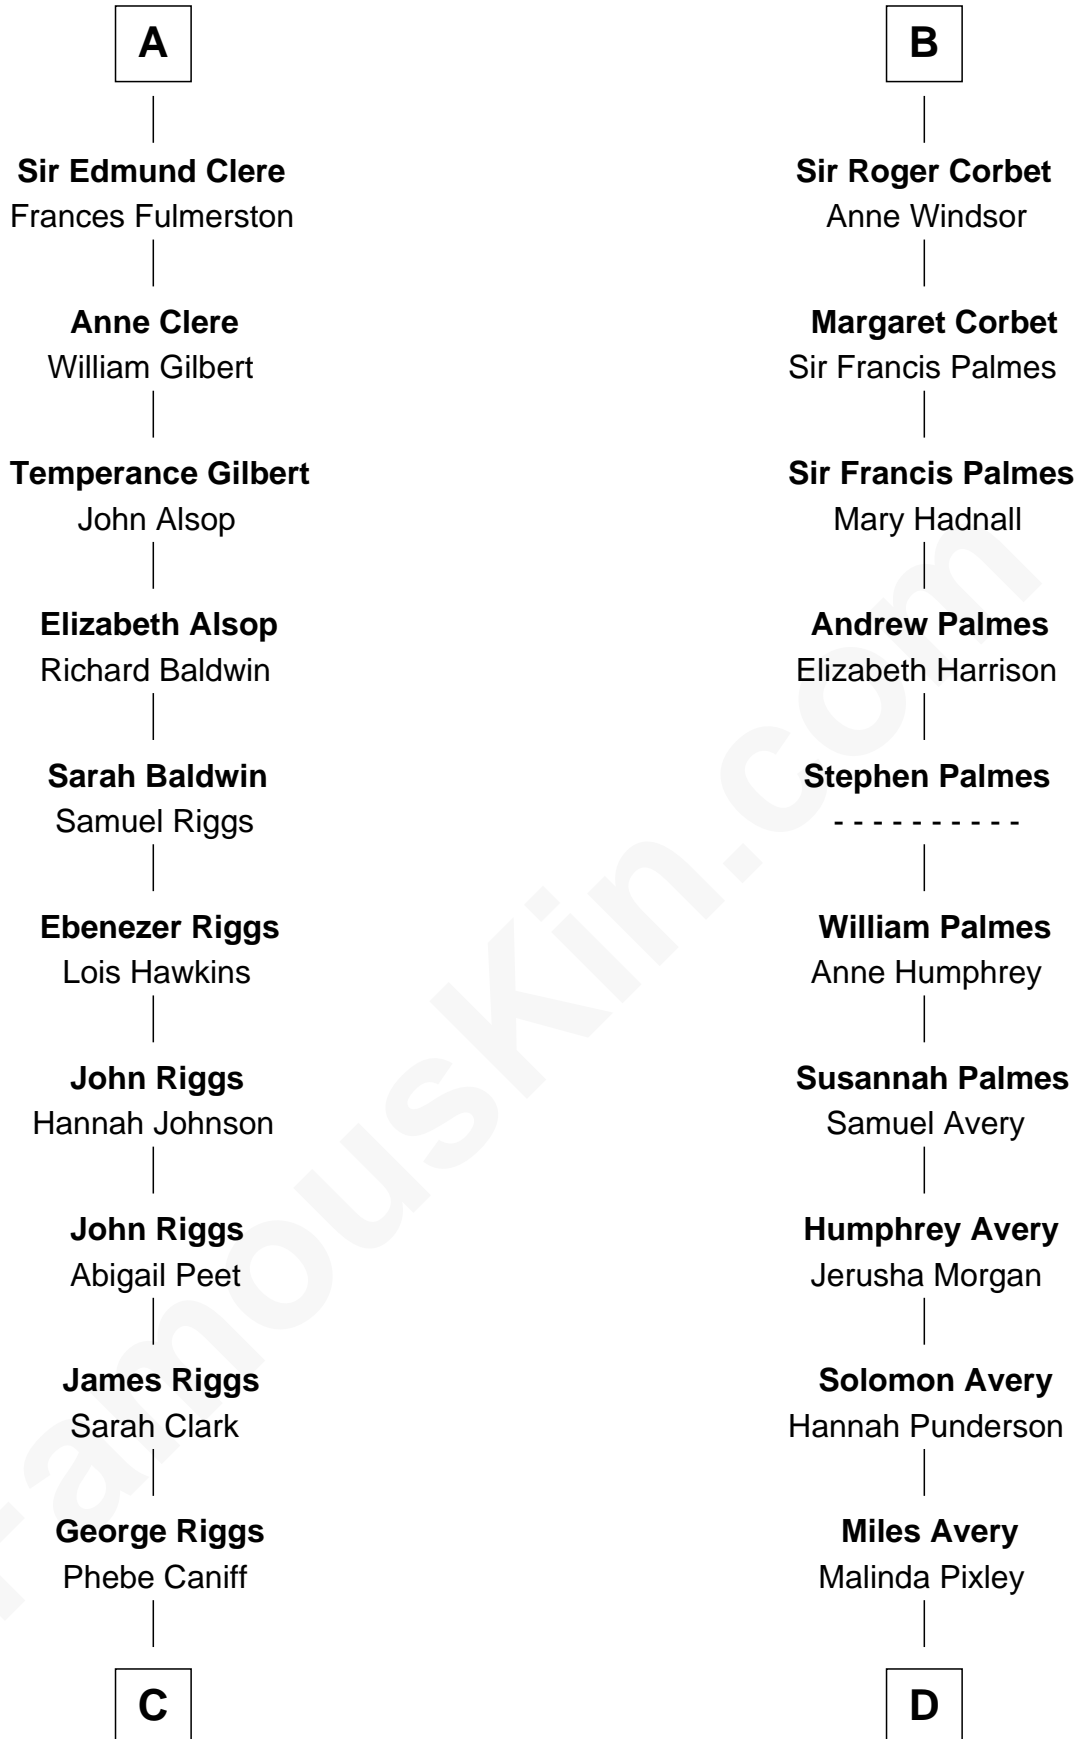 A
Sir Edmund Clere
Frances Fulmerston
Anne Clere
William Gilbert
Temperance Gilbert
John Alsop
Elizabeth Alsop
Richard Baldwin
Sarah Baldwin
Samuel Riggs
Ebenezer Riggs
Lois Hawkins
John Riggs
Hannah Johnson
John Riggs
Abigail Peet
James Riggs
Sarah Clark
George Riggs
Phebe Caniff
C
B
Sir Roger Corbet
Anne Windsor
Margaret Corbet
Sir Francis Palmes
Sir Francis Palmes
Mary Hadnall
Andrew Palmes
Elizabeth Harrison
Stephen Palmes
- - - - - - - - - -
William Palmes
Anne Humphrey
Susannah Palmes
Samuel Avery
Humphrey Avery
Jerusha Morgan
Solomon Avery
Hannah Punderson
Miles Avery
Malinda Pixley
D
FamousKin.com